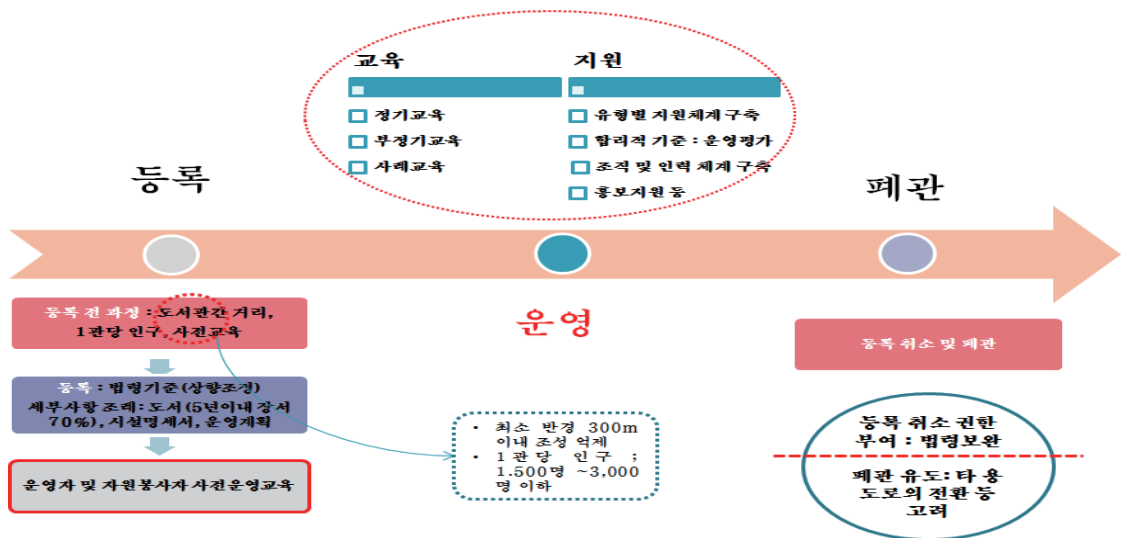 교육
정기교육
부정기교육
사례교육
지원
유형별 지원체계 구축
합리적 기준 : 운영평가
조직 및 인력 체계 구축
홍보지원 등
등록
폐관
운영
등록 전 과정 : 도서관간 거리,
1관당 인구, 사전교육
등록 : 법령기준(상향조정)
세부사항 조례: 도서(5년이내 장서
70%), 시설명세서, 운영계획
운영자 및 자원봉사자 사전운영교육
• 최소 반경 300m
이내 조성 억제
• 1관당 인구 ;
1.500명 ~3,000
명 이하
등록 취소 및 폐관
등록 취소 권한
부여 : 법령보완
폐관 유도: 타 용
도로의 전환 등
고려